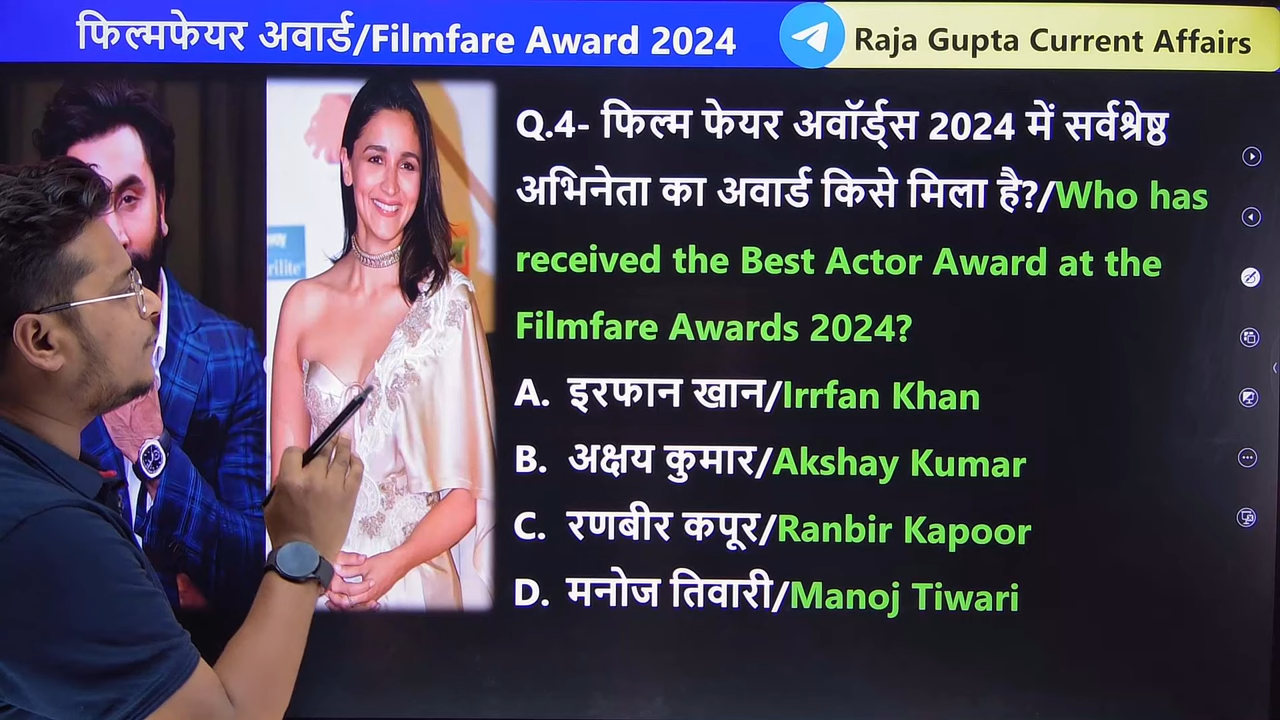 फिल्मफेयर अवार्ड/Filmfare Award 2024
Raja Gupta Current Affairs
Q.4- फिल्म फेयर अवॉर्ड्स 2024 में सर्वश्रेष्ठ
अभिनेता का अवार्ड किसे मिला है?/Who has
received the Best Actor Award at the
Filmfare Awards 2024?
A. इरफान खान/Irrfan Khan
B. अक्षय कुमार/Akshay Kumar
C. रणबीर कपूर/Ranbir Kapoor
D. मनोज तिवारी/Manoj Tiwari